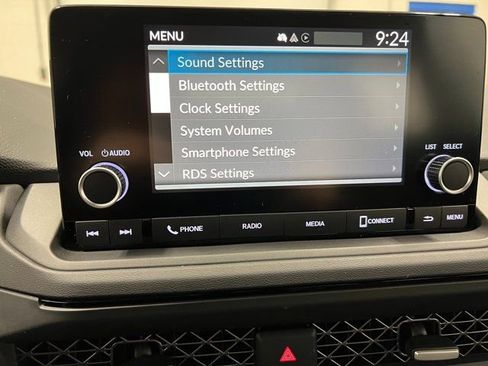 MENU 9:24
Sound Settings
Bluetooth Settings
Clock Settings
System Volumes
Smartphone Settings
RDS Settings
VOL AUDIO
LIST SELECT
PHONE RADIO MEDIA CONNECT MENU